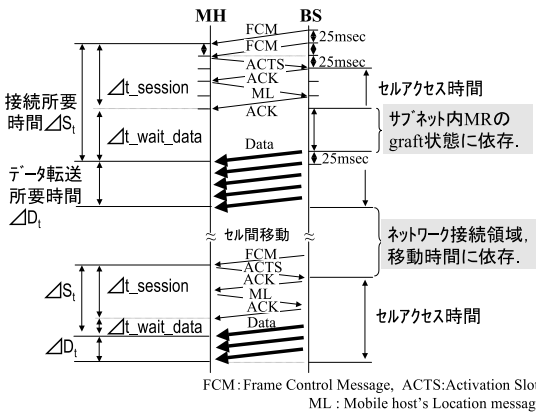 MH BS
FCM
25msec
FCM
25msec
ACTS
ACK
ML
ACK
⊿t_session
接続所要
時間⊿St
⊿t_wait_data
セルアクセス時間
サブネット内MRの
graft状態に依存.
Data
25msec
データ転送
所要時間
⊿Dt
≈ セル間移動 ≈
ネットワーク接続領域,
移動時間に依存.
FCM
ACTS
ACK
ML
ACK
Data
⊿St
⊿t_session
⊿t_wait_data
⊿Dt
セルアクセス時間
FCM : Frame Control Message, ACTS:Activation Slot
ML : Mobile host's Location message